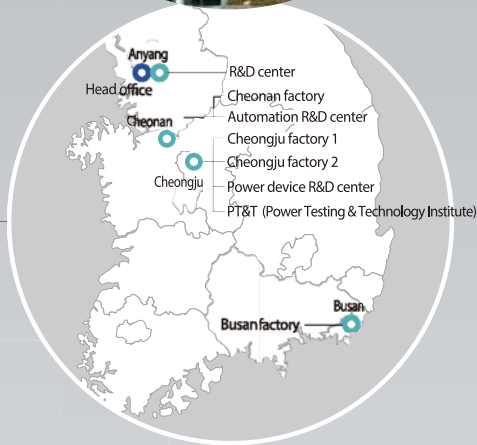 Anyang
R&D center
Head office
Cheonan factory
Cheonan
Automation R&D center
Cheongju factory 1
Cheongju factory 2
Cheongju
Power device R&D center
PT&T (Power Testing & Technology Institute)
Busan
Busan factory